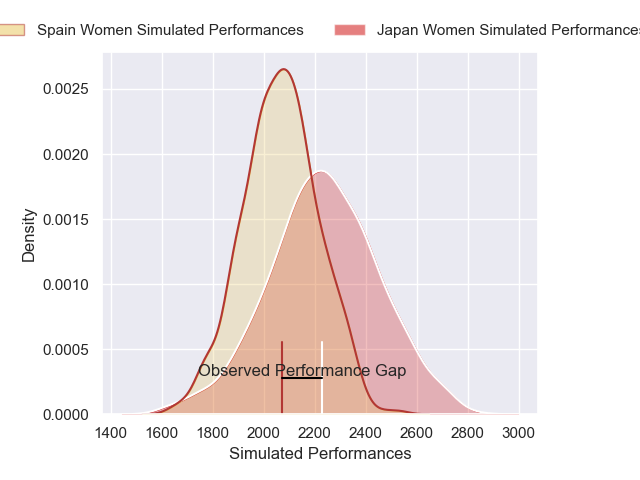 Spain Women Simulated Performances
Japan Women Simulated Performances
0.0025
0.0020
0.0015
0.0010
0.0005
0.0000
Density
Observed Performance Gap
1400 1600 1800 2000 2200 2400 2600 2800 3000
Simulated Performances